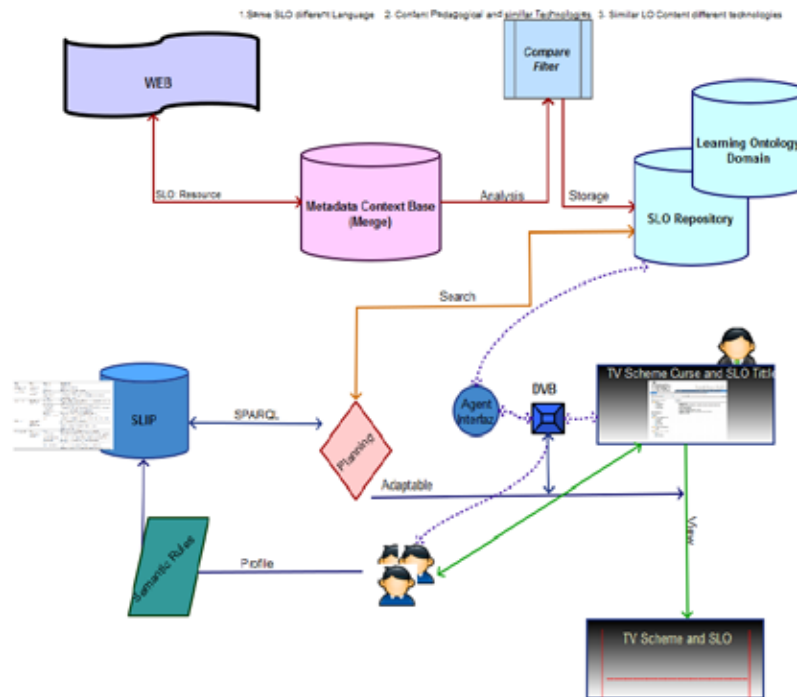 1.Same SLO different Language 2. Content Pedagogical and similar Technologies 3. Similar LO Content different technologies
WEB
Compare
Filter
Learning Ontology
Domain
SLO: Resource
Metadata Context Base
(Merge)
Analysis
Storage
SLO Repository
Search
SLIP
SPARQL
Planning
Agent
Interfaz
DVB
TV Scheme Curse and SLO Tittle
Adaptable
View
Semantic Rules
Profile
TV Scheme and SLO